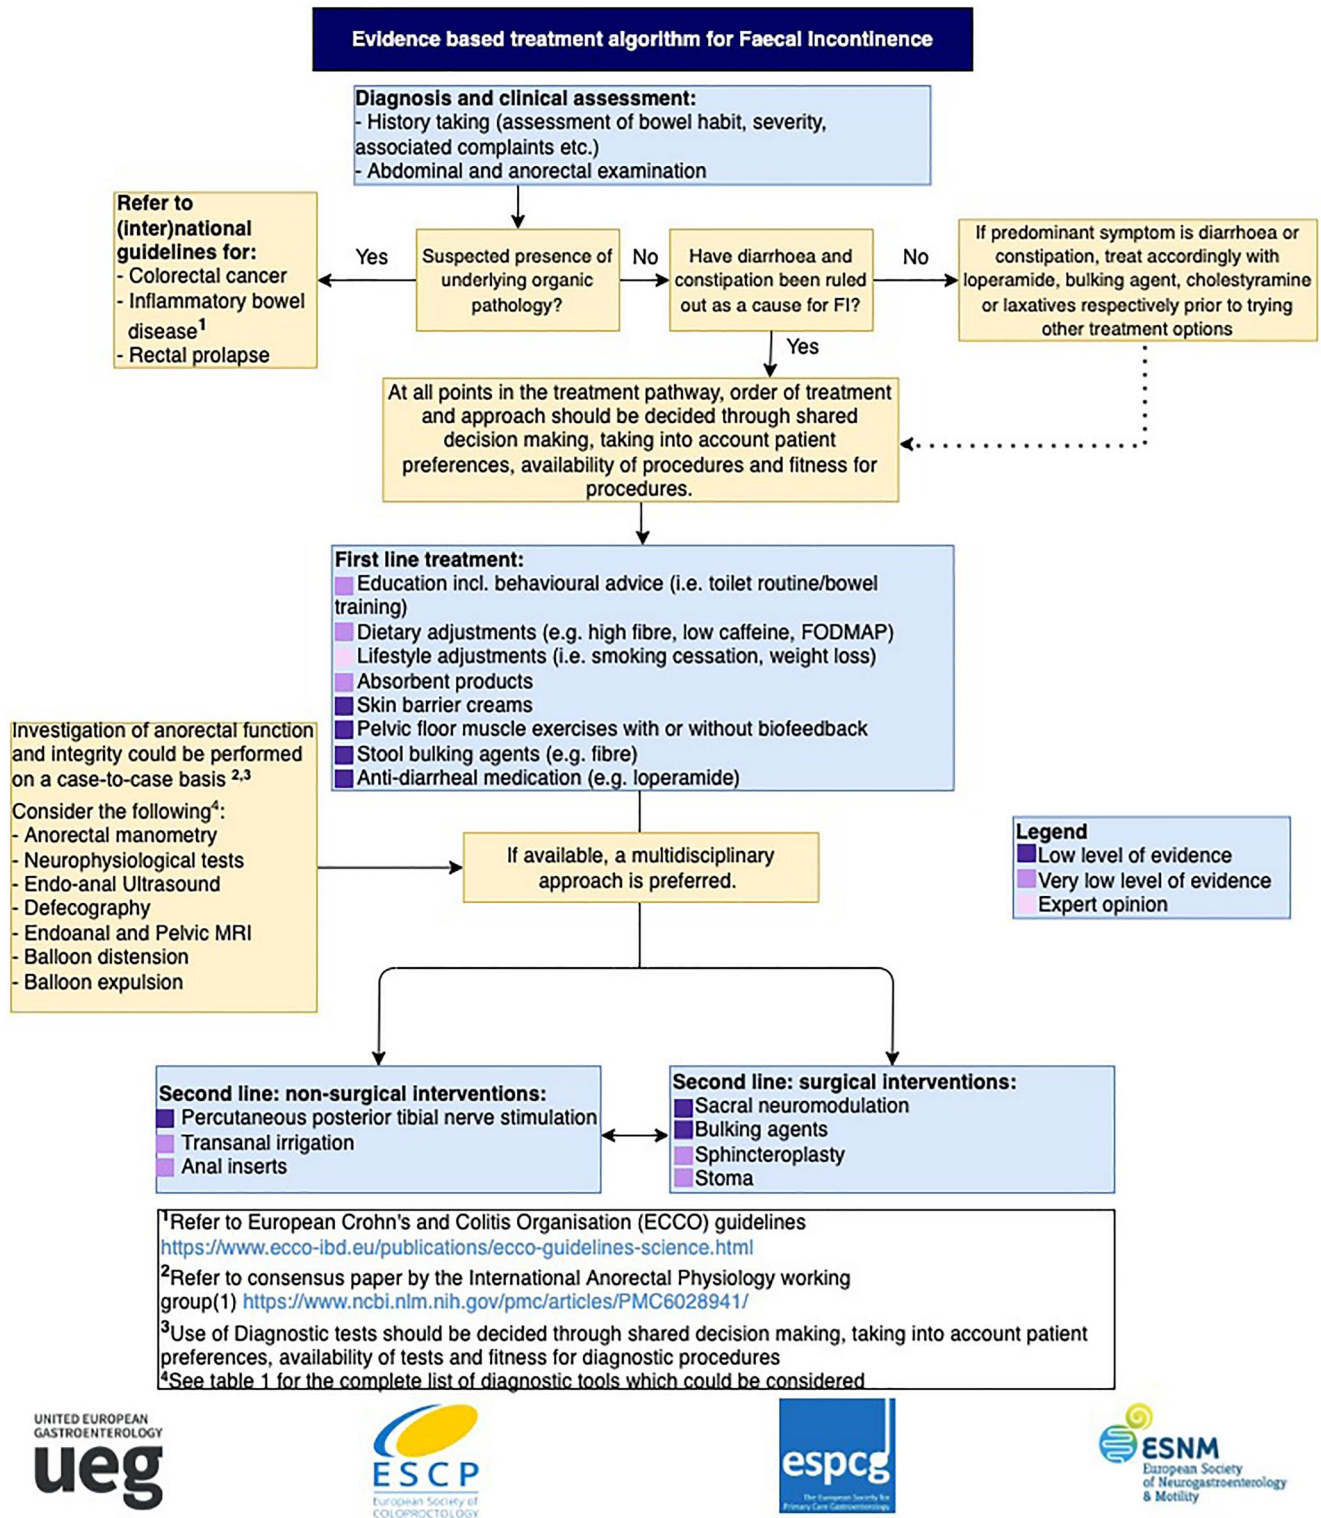 Evidence based treatment algorithm for Faecal Incontinence
Diagnosis and clinical assessment:
- History taking (assessment of bowel habit, severity,
associated complaints etc.)
- Abdominal and anorectal examination
Refer to
(inter)national
guidelines for:
- Colorectal cancer
- Inflammatory bowel
disease1
- Rectal prolapse
Yes
Suspected presence of
underlying organic
pathology?
No
Have diarrhoea and
constipation been ruled
out as a cause for FI?
No
If predominant symptom is diarrhoea or
constipation, treat accordingly with
loperamide, bulking agent, cholestyramine
or laxatives respectively prior to trying
other treatment options
Yes
At all points in the treatment pathway, order of treatment
and approach should be decided through shared
decision making, taking into account patient
preferences, availability of procedures and fitness for
procedures.
First line treatment:
Education incl. behavioural advice (i.e. toilet routine/bowel
training)
Dietary adjustments (e.g. high fibre, low caffeine, FODMAP)
Lifestyle adjustments (i.e. smoking cessation, weight loss)
Absorbent products
Skin barrier creams
Pelvic floor muscle exercises with or without biofeedback
Stool bulking agents (e.g. fibre)
Anti-diarrheal medication (e.g. loperamide)
Investigation of anorectal function
and integrity could be performed
on a case-to-case basis 2,3
Consider the following4:
- Anorectal manometry
- Neurophysiological tests
- Endo-anal Ultrasound
- Defecography
- Endoanal and Pelvic MRI
- Balloon distension
- Balloon expulsion
If available, a multidisciplinary
approach is preferred.
Legend
Low level of evidence
Very low level of evidence
Expert opinion
Second line: non-surgical interventions:
Percutaneous posterior tibial nerve stimulation
Transanal irrigation
Anal inserts
Second line: surgical interventions:
Sacral neuromodulation
Bulking agents
Sphincteroplasty
Stoma
1Refer to European Crohn's and Colitis Organisation (ECCO) guidelines
https://www.ecco-ibd.eu/publications/ecco-guidelines-science.html
2Refer to consensus paper by the International Anorectal Physiology working
group(1) https://www.ncbi.nlm.nih.gov/pmc/articles/PMC6028941/
3Use of Diagnostic tests should be decided through shared decision making, taking into account patient
preferences, availability of tests and fitness for diagnostic procedures
4See table 1 for the complete list of diagnostic tools which could be considered
UNITED EUROPEAN
GASTROENTEROLOGY
ueg
ESCP
European Society of
COLOPROCTOLOGY
espcg
The European Society for
Primary Care Gastroenterology
ESNM
European Society
of Neurogastroenterology
& Motility